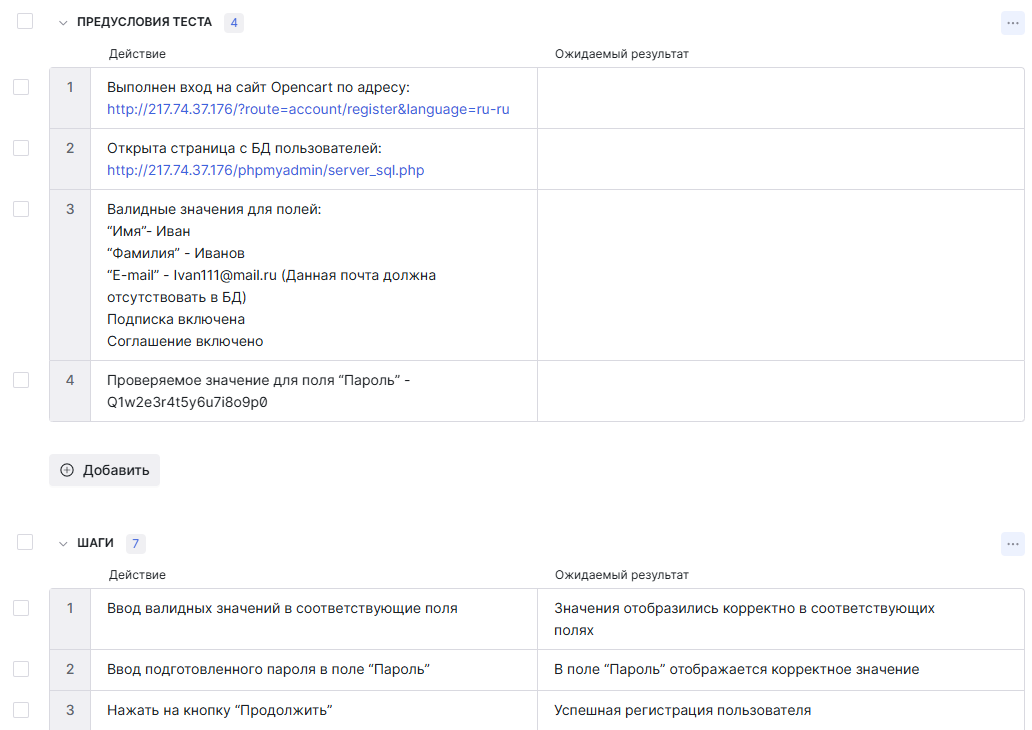 ПРЕДУСЛОВИЯ ТЕСТА 4
Действие Ожидаемый результат
1 Выполнен вход на сайт Opencart по адресу:
http://217.74.37.176/?route=account/register&language=ru-ru
2 Открыта страница с БД пользователей:
http://217.74.37.176/phpmyadmin/server_sql.php
3 Валидные значения для полей:
“Имя”- Иван
“Фамилия” - Иванов
“E-mail” - Ivan111@mail.ru (Данная почта должна
отсутствовать в БД)
Подписка включена
Соглашение включено
4 Проверяемое значение для поля “Пароль” -
Q1w2e3r4t5y6u7i8o9p0
Добавить
ШАГИ 7
Действие Ожидаемый результат
1 Ввод валидных значений в соответствующие поля Значения отобразились корректно в соответствующих
полях
2 Ввод подготовленного пароля в поле “Пароль” В поле “Пароль” отображается корректное значение
3 Нажать на кнопку “Продолжить” Успешная регистрация пользователя